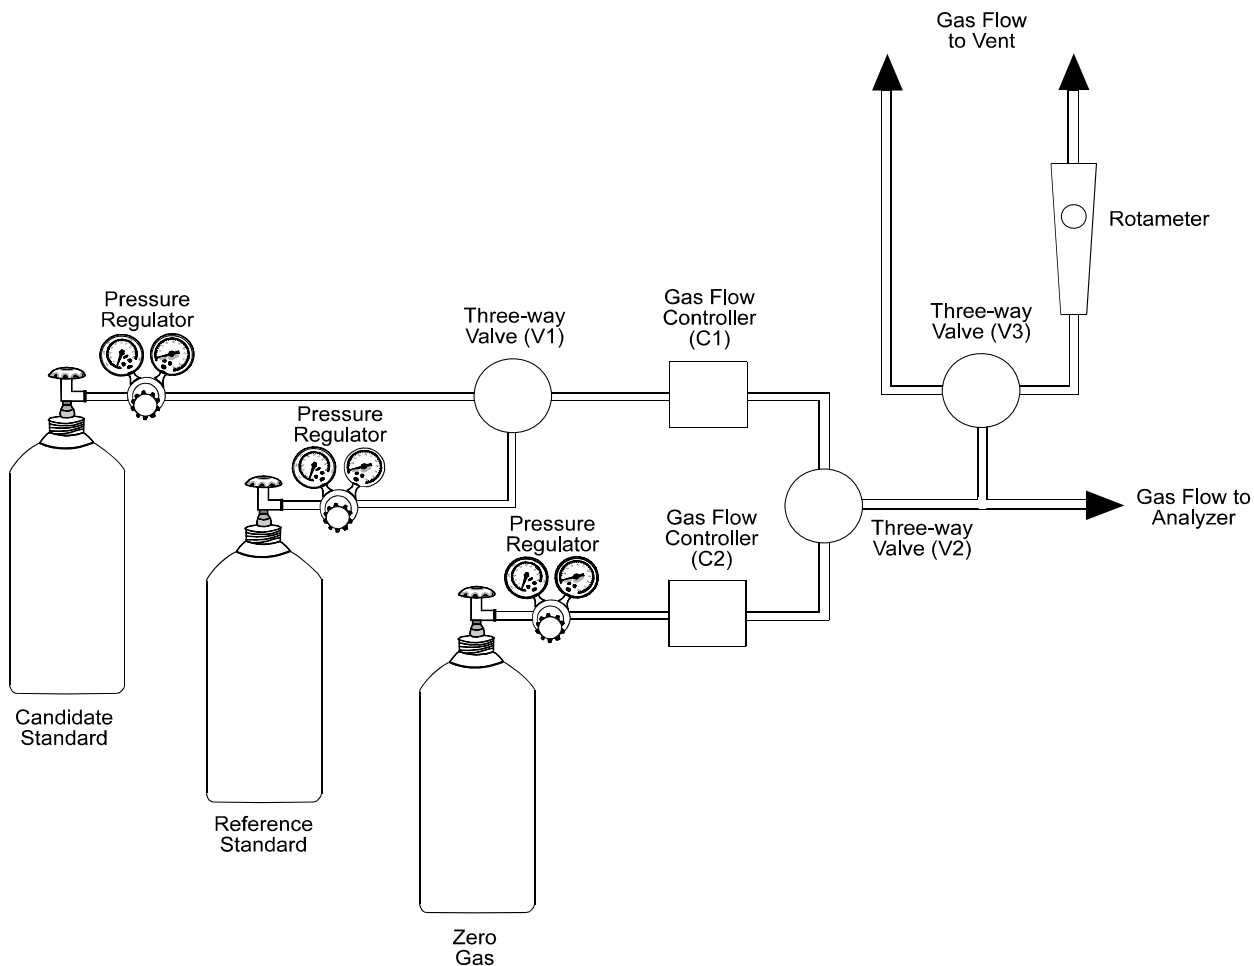 Gas Flow
to Vent
Rotameter
Pressure
Regulator
Three-way
Valve (V1)
Gas Flow
Controller
(C1)
Three-way
Valve (V3)
Pressure
Regulator
Pressure
Regulator
Gas Flow
Controller
(C2)
Three-way
Valve (V2)
Gas Flow to
Analyzer
Candidate
Standard
Reference
Standard
Zero
Gas